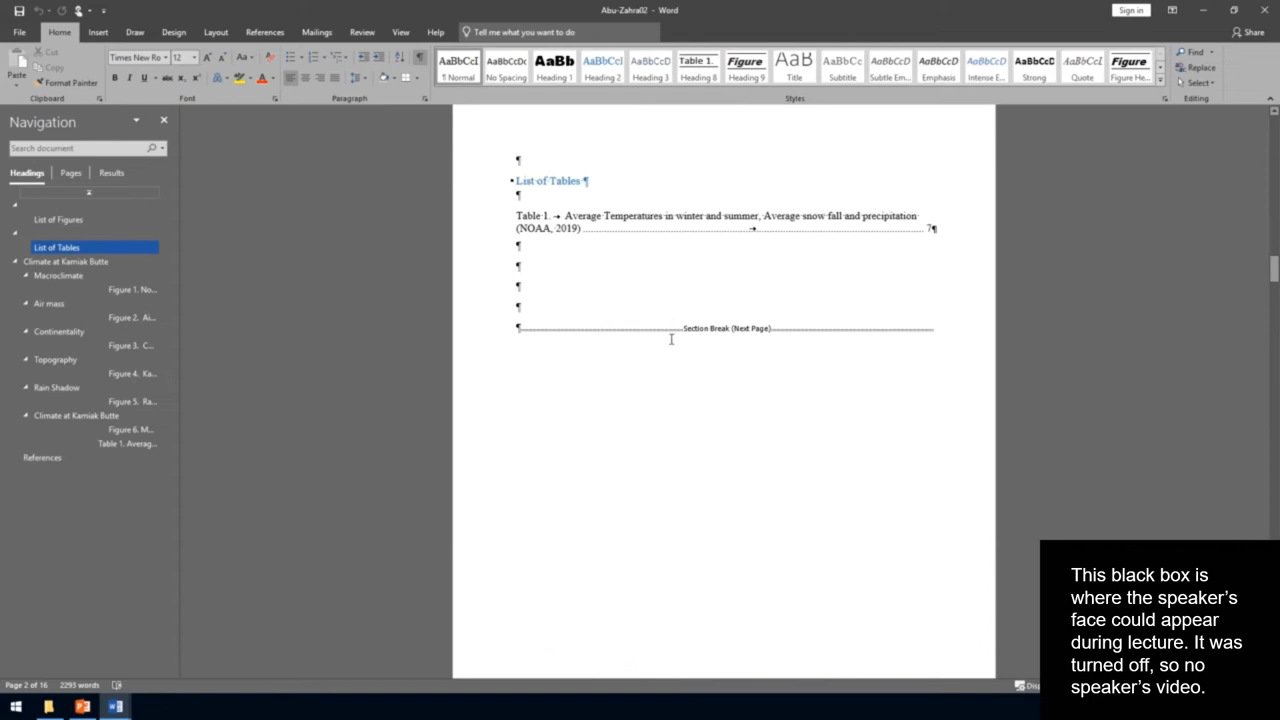 Abu-Zahra02 - Word
Sign in
File Home Insert Draw Design Layout References Mailings Review View Help Tell me what you want to do Share
Paste
Cut
Copy
Format Painter
Clipboard
Times New Ro 12
Font
Paragraph
AaBbCcI AaBbCcDc AaBb AaBbCcI AaBbCcD Table 1. Figure AaB AaBbCc AaBbCcD AaBbCcD AaBbCcD AaBbCcD AaBbCcD Figure
¶ Normal No Spacing Heading 1 Heading 2 Heading 3 Heading 8 Heading 9 Title Subtitle Subtle Em... Emphasis Intense E... Strong Quote Figure He...
Styles
Find
Replace
Select
Editing
Navigation
Search document
Headings Pages Results
List of Figures
List of Tables
Climate at Kamiak Butte
Macroclimate
Figure 1. No...
Air mass
Figure 2. Ai...
Continentality
Figure 3. C...
Topography
Figure 4. Ka...
Rain Shadow
Figure 5. Ra...
Climate at Kamiak Butte
Figure 6. M...
Table 1. Averag...
References
¶
List of Tables ¶
¶
Table 1. → Average Temperatures in winter and summer, Average snow fall and precipitation
(NOAA, 2019) → 7¶
¶
¶
¶
¶
¶ Section Break (Next Page)
This black box is
where the speaker's
face could appear
during lecture. It was
turned off, so no
speaker's video.
Page 2 of 16 2293 words